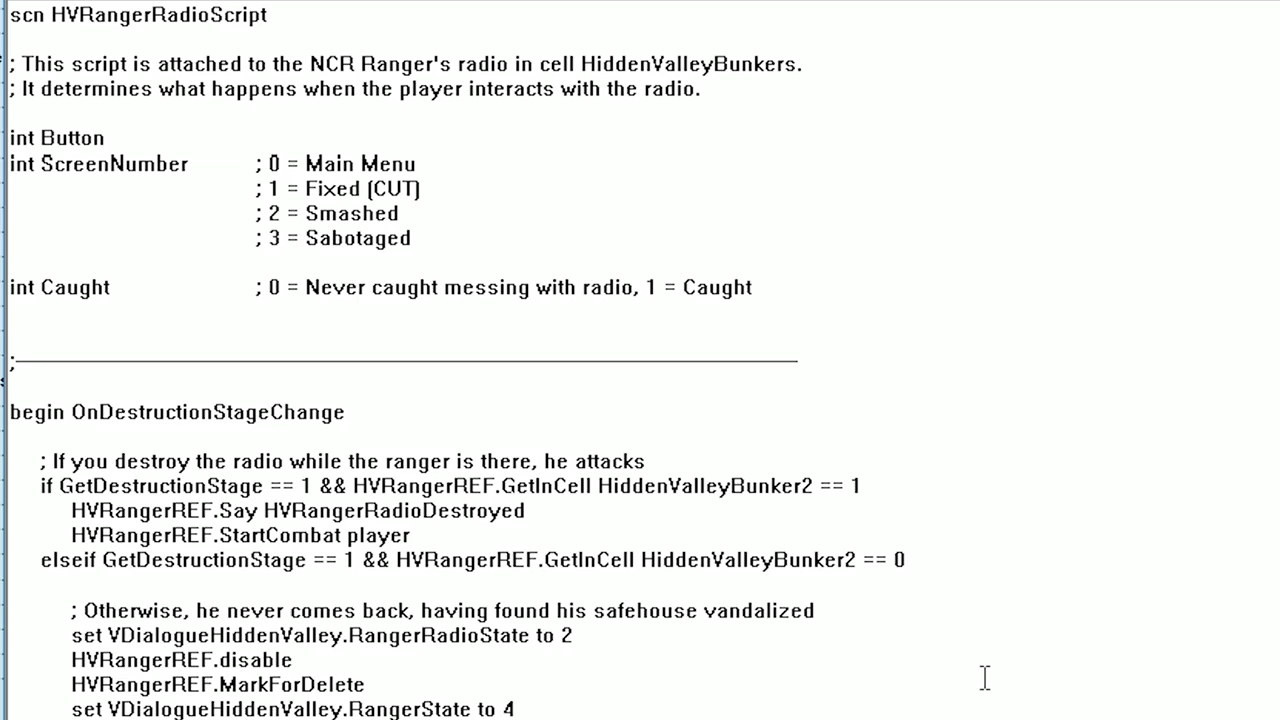 scn HVRangerRadioScript
; This script is attached to the NCR Ranger's radio in cell HiddenValleyBunkers.
; It determines what happens when the player interacts with the radio.
int Button
int ScreenNumber ; 0 = Main Menu
; 1 = Fixed (CUT)
; 2 = Smashed
; 3 = Sabotaged
int Caught ; 0 = Never caught messing with radio, 1 = Caught
;
begin OnDestructionStageChange
; If you destroy the radio while the ranger is there, he attacks
if GetDestructionStage == 1 && HVRangerREF.GetInCell HiddenValleyBunker2 == 1
HVRangerREF.Say HVRangerRadioDestroyed
HVRangerREF.StartCombat player
elseif GetDestructionStage == 1 && HVRangerREF.GetInCell HiddenValleyBunker2 == 0
; Otherwise, he never comes back, having found his safehouse vandalized
set VDialogueHiddenValley.RangerRadioState to 2
HVRangerREF.disable
HVRangerREF.MarkForDelete
set VDialogueHiddenValley.RangerState to 4